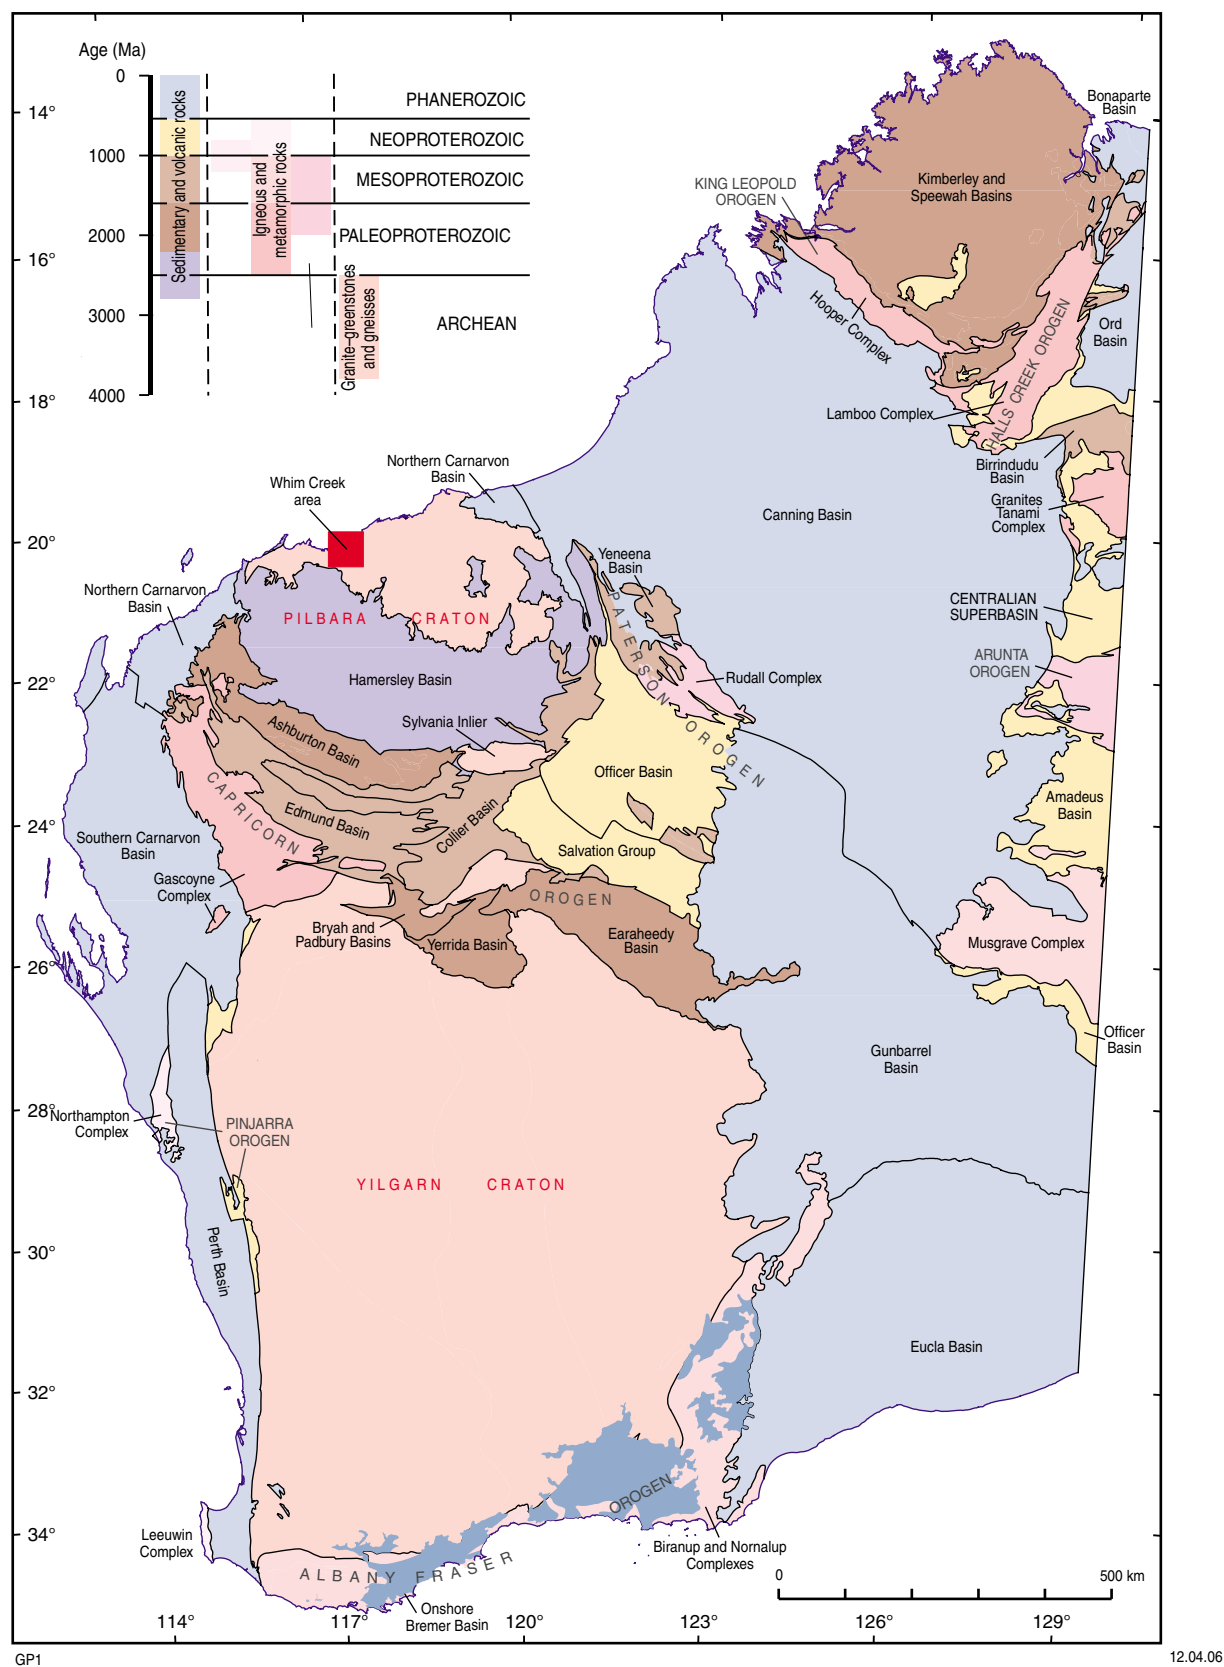 Age (Ma)
0
1000
2000
3000
4000
Sedimentary and volcanic rocks
Igneous and
metamorphic rocks
Granite–greenstones
and gneisses
PHANEROZOIC
NEOPROTEROZOIC
MESOPROTEROZOIC
PALEOPROTEROZOIC
ARCHEAN
14°
16°
18°
20°
22°
24°
26°
28°
30°
32°
34°
Bonaparte
Basin
Kimberley and
Speewah Basins
KING LEOPOLD
OROGEN
Hooper Complex
HALLS CREEK OROGEN
Ord
Basin
Lamboo Complex
Birrindudu
Basin
Granites
Tanami
Complex
Northern Carnarvon
Basin
Whim Creek
area
Canning Basin
Yeneena
Basin
Northern Carnarvon
Basin
PILBARA CRATON
CENTRALIAN
SUPERBASIN
PATERSON OROGEN
ARUNTA
OROGEN
Hamersley Basin
Rudall Complex
Sylvania Inlier
Ashburton Basin
Officer Basin
CAPRICORN
OROGEN
Edmund Basin
Collier Basin
Amadeus
Basin
Southern Carnarvon
Basin
Salvation Group
Gascoyne
Complex
Bryah and
Padbury Basins
Yerrida Basin
Earaheedy
Basin
Musgrave Complex
Officer
Basin
Gunbarrel
Basin
Northampton
Complex
PINJARRA
OROGEN
YILGARN CRATON
Perth Basin
Eucla Basin
Leeuwin
Complex
ALBANY FRASER
OROGEN
Biranup and Nornalup
Complexes
Onshore
Bremer Basin
0
500 km
114°
117°
120°
123°
126°
129°
GP1
12.04.06